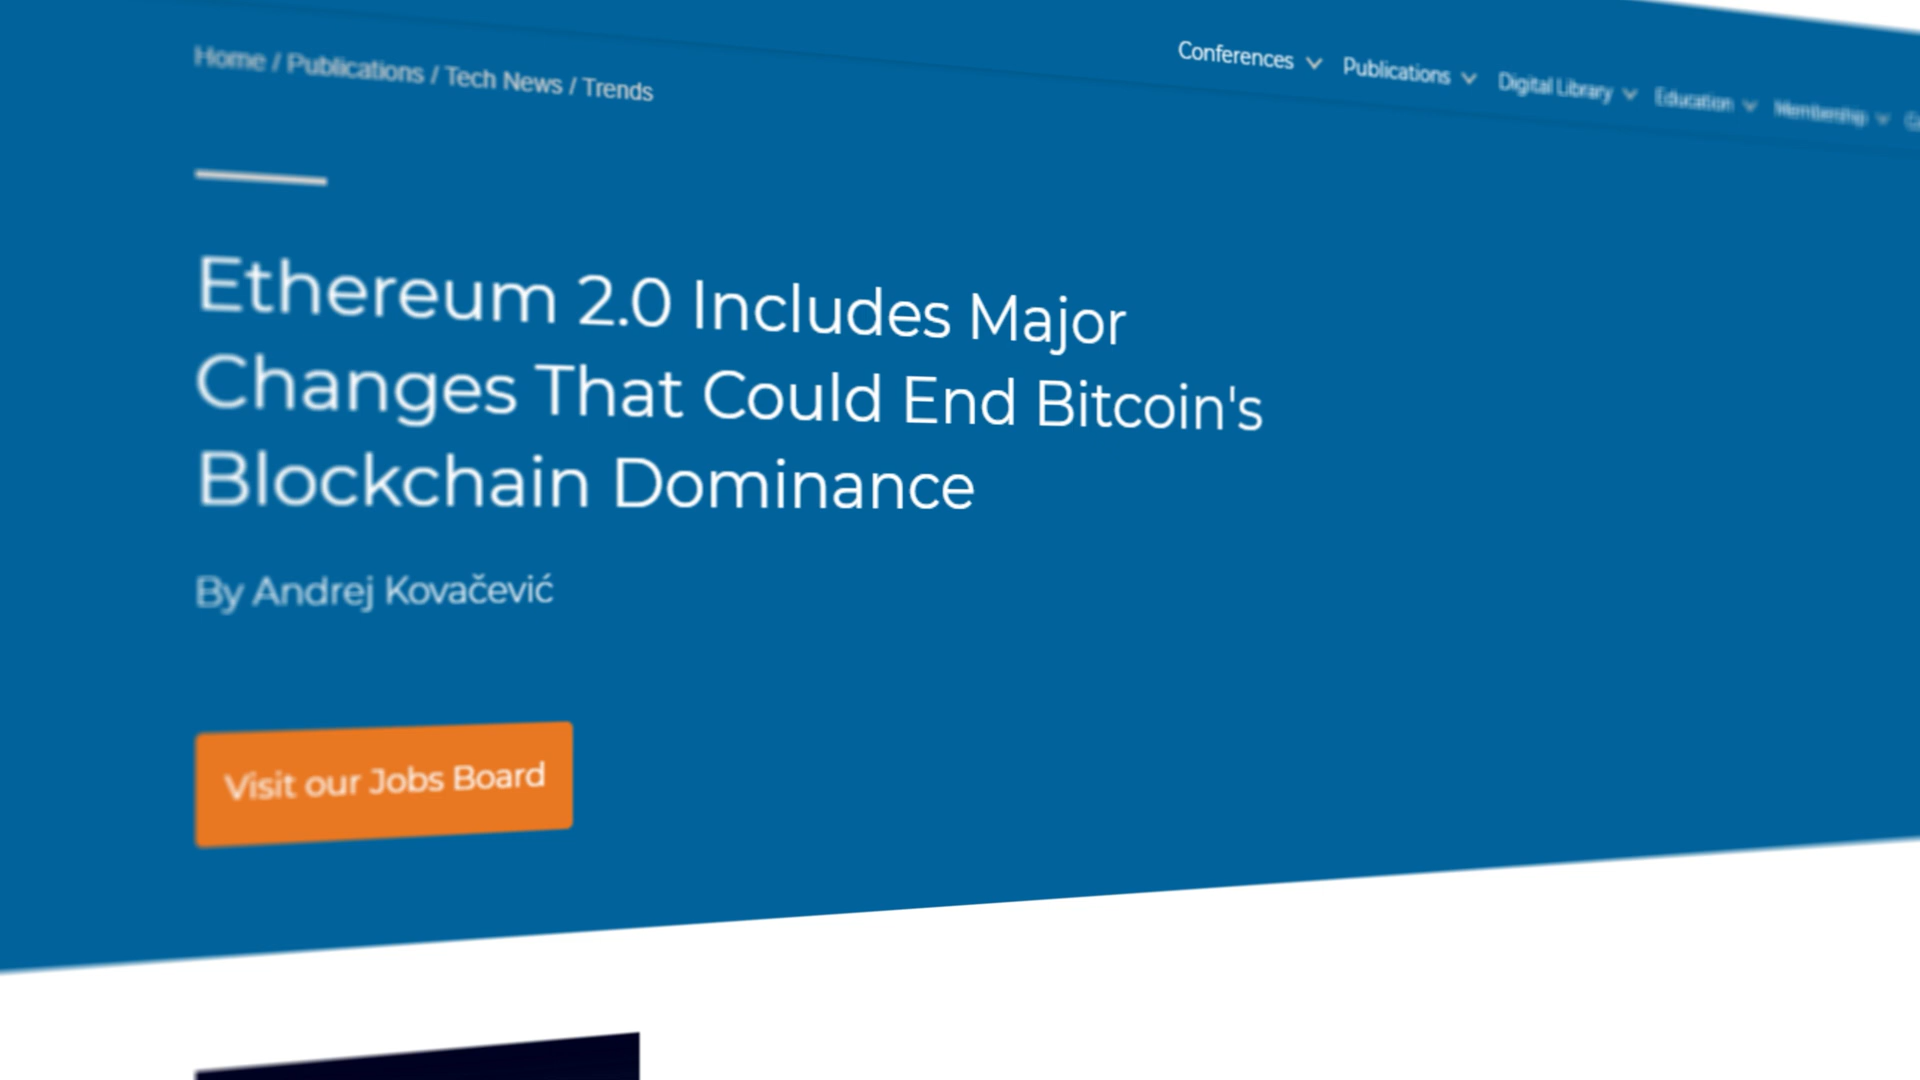 Home / Publications / Tech News / Trends
Conferences Publications Digital Library Education Membership
Ethereum 2.0 Includes Major
Changes That Could End Bitcoin's
Blockchain Dominance
By Andrej Kovačević
Visit our Jobs Board